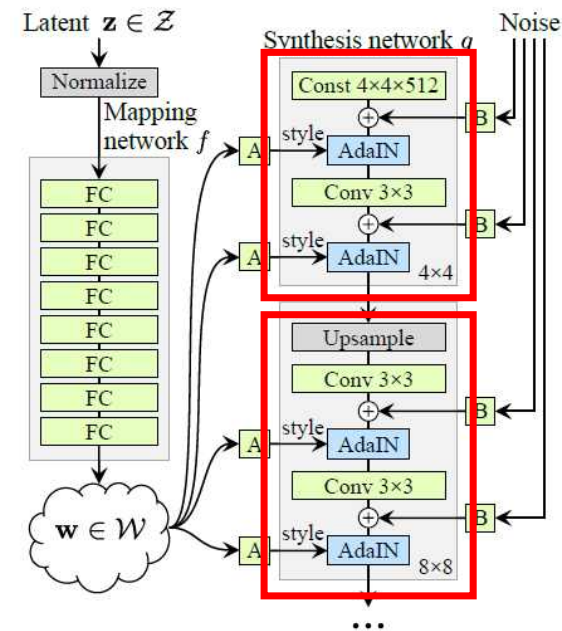 Latent z ∈ Z
Normalize
Mapping
network f
FC
FC
FC
FC
FC
FC
FC
FC
w ∈ W
Synthesis network g
Noise
Const 4×4×512
B
style
A
AdaIN
Conv 3×3
B
style
A
AdaIN
4×4
Upsample
Conv 3×3
B
style
A
AdaIN
Conv 3×3
B
style
A
AdaIN
8×8
...